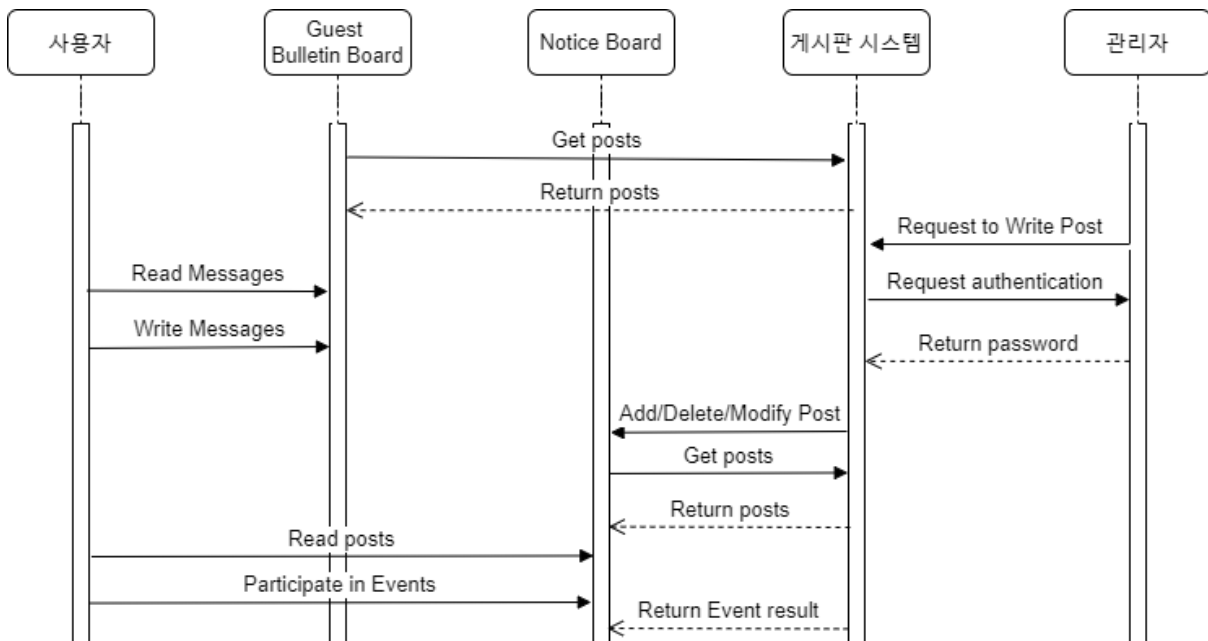 사용자
Guest
Bulletin Board
Notice Board
게시판 시스템
관리자
Get posts
Return posts
Request to Write Post
Read Messages
Request authentication
Write Messages
Return password
Add/Delete/Modify Post
Get posts
Return posts
Read posts
Participate in Events
Return Event result